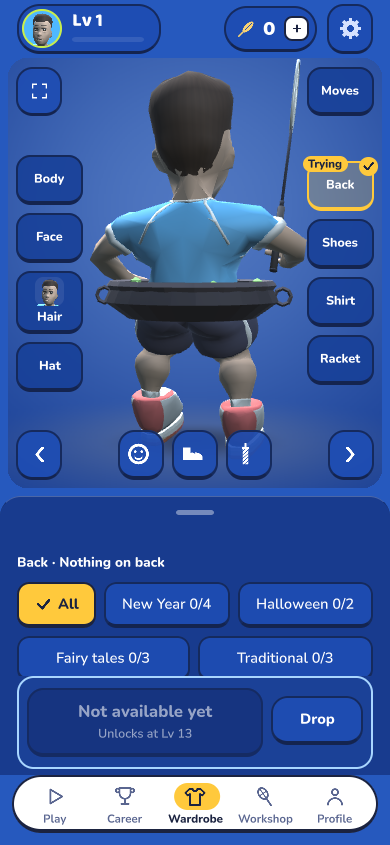 Lv 1
0
+
Moves
Trying
Back
Body
Face
Shoes
Hair
Shirt
Hat
Racket
Back · Nothing on back
All
New Year 0/4
Halloween 0/2
Fairy tales 0/3
Traditional 0/3
Not available yet
Unlocks at Lv 13
Drop
Play
Career
Wardrobe
Workshop
Profile